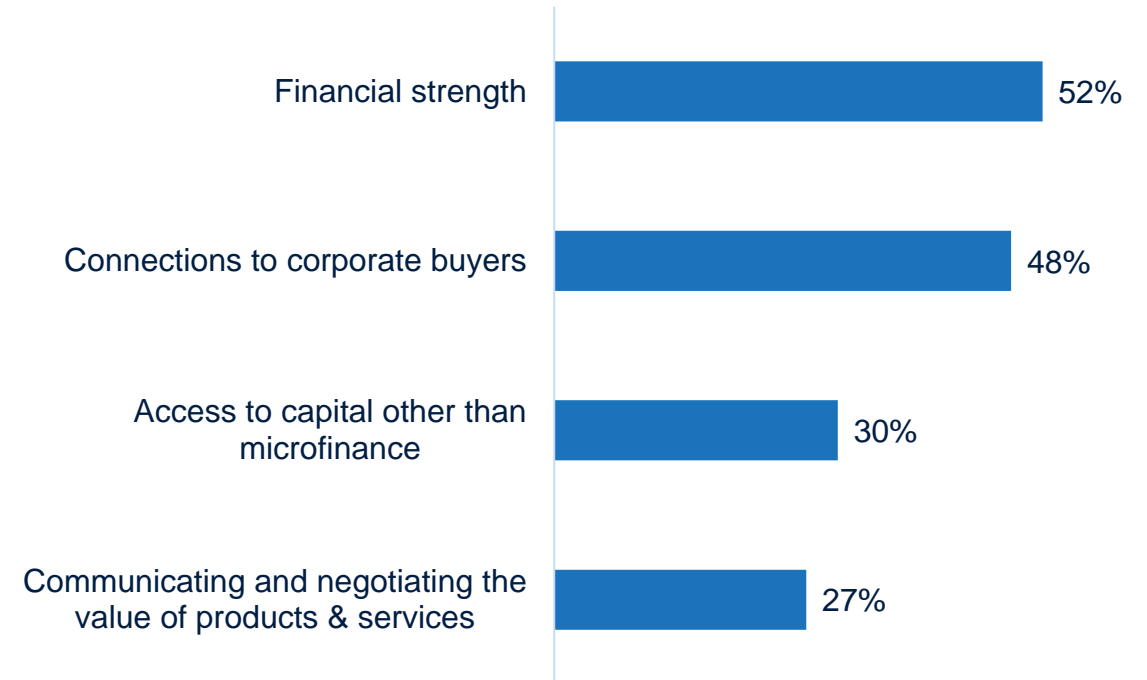 Financial strength
52%
Connections to corporate buyers
48%
Access to capital other than
microfinance
30%
Communicating and negotiating the
value of products & services
27%